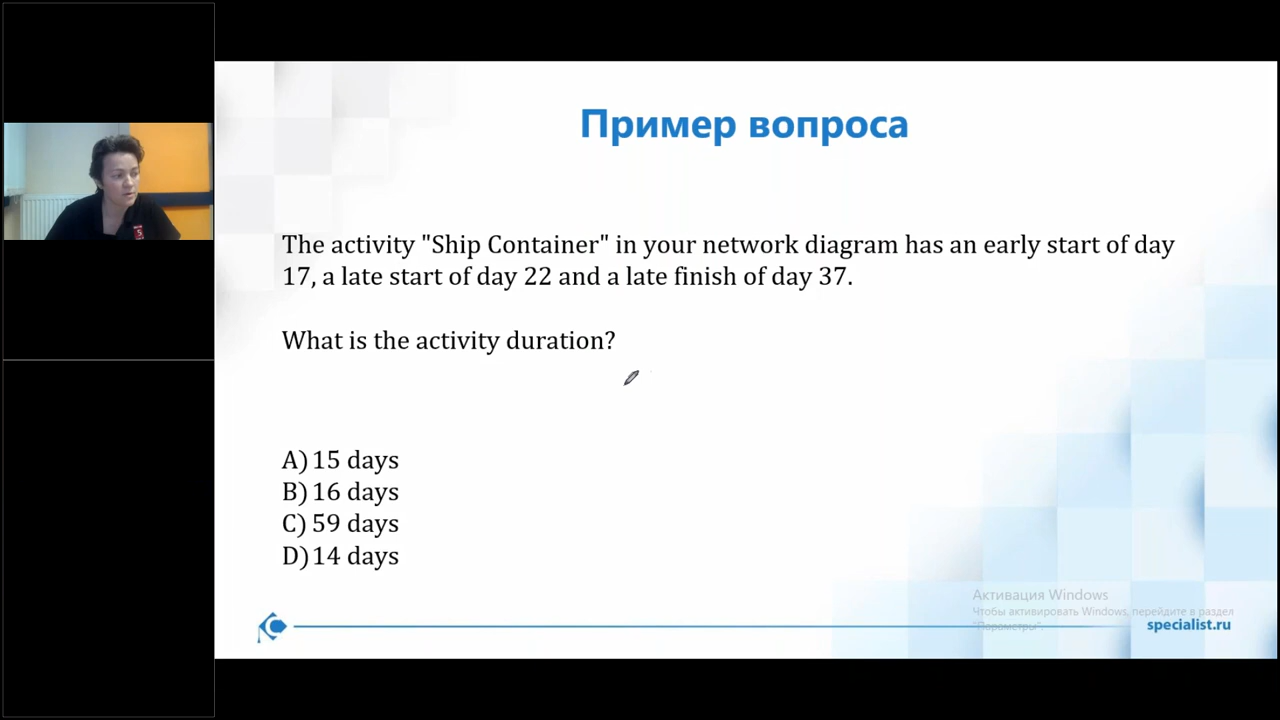 Пример вопроса
The activity "Ship Container" in your network diagram has an early start of day
17, a late start of day 22 and a late finish of day 37.
What is the activity duration?
A) 15 days
B) 16 days
C) 59 days
D) 14 days
Активация Windows
Чтобы активировать Windows, перейдите в раздел
"Параметры".
specialist.ru